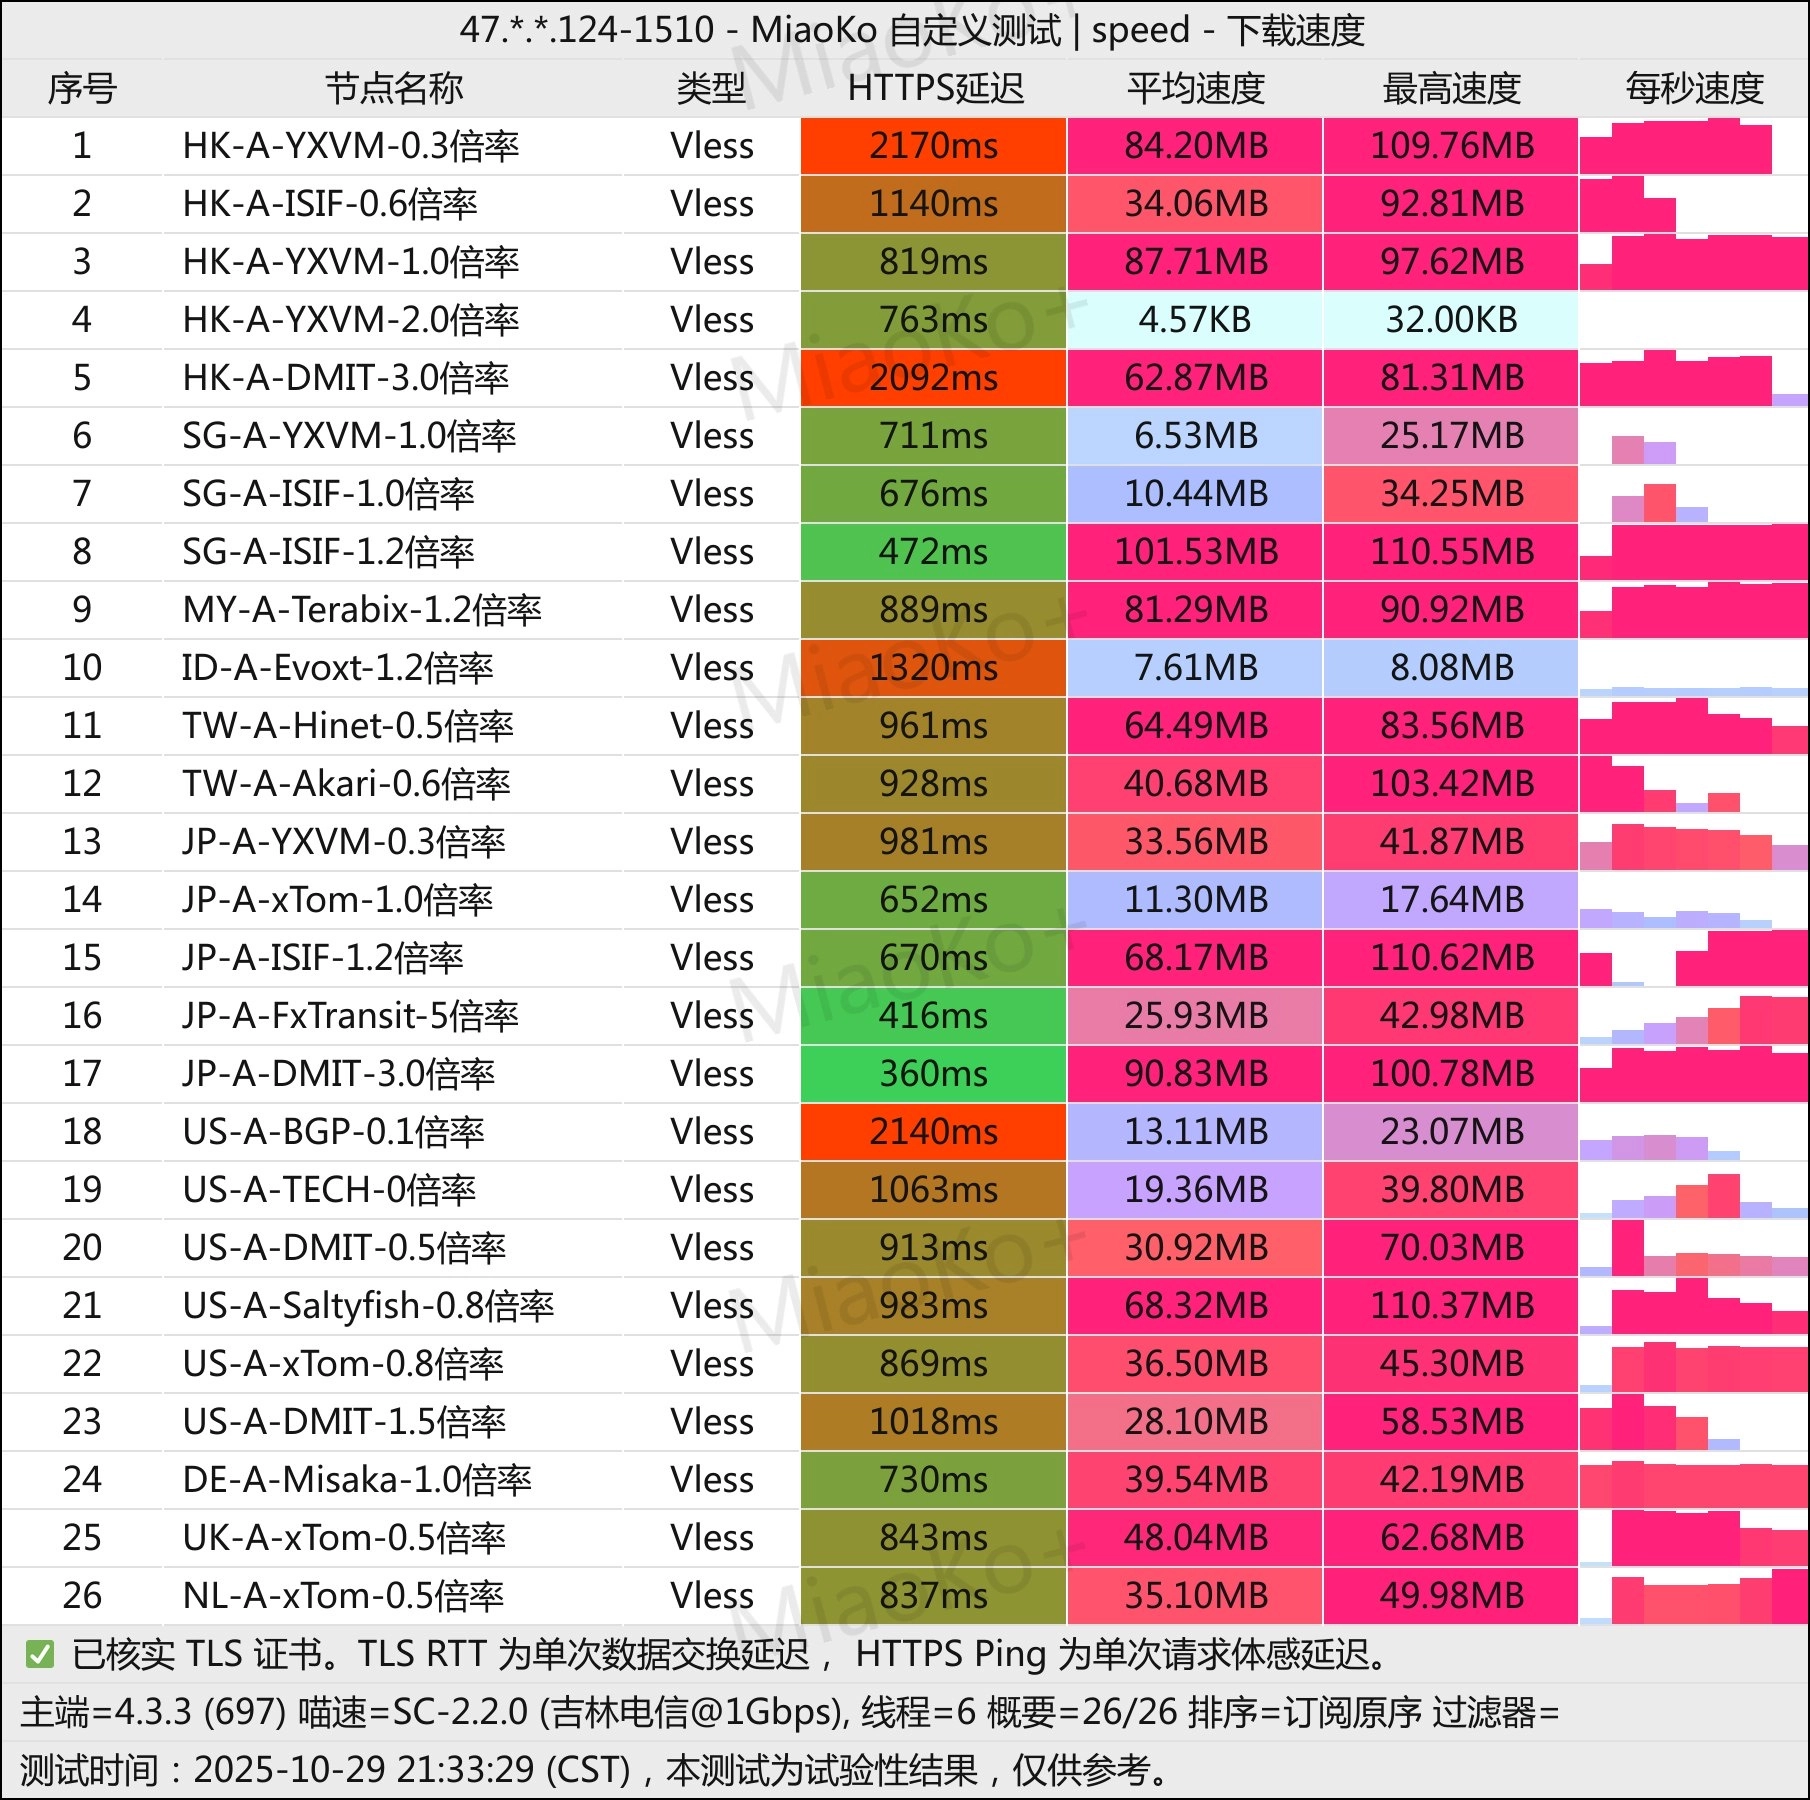 47.*.*.124-1510 - MiaoKo 自定义测试 | speed - 下载速度
序号 节点名称 类型 HTTPS延迟 平均速度 最高速度 每秒速度
1 HK-A-YXVM-0.3倍率 Vless 2170ms 84.20MB 109.76MB
2 HK-A-ISIF-0.6倍率 Vless 1140ms 34.06MB 92.81MB
3 HK-A-YXVM-1.0倍率 Vless 819ms 87.71MB 97.62MB
4 HK-A-YXVM-2.0倍率 Vless 763ms 4.57KB 32.00KB
5 HK-A-DMIT-3.0倍率 Vless 2092ms 62.87MB 81.31MB
6 SG-A-YXVM-1.0倍率 Vless 711ms 6.53MB 25.17MB
7 SG-A-ISIF-1.0倍率 Vless 676ms 10.44MB 34.25MB
8 SG-A-ISIF-1.2倍率 Vless 472ms 101.53MB 110.55MB
9 MY-A-Terabix-1.2倍率 Vless 889ms 81.29MB 90.92MB
10 ID-A-Evoxt-1.2倍率 Vless 1320ms 7.61MB 8.08MB
11 TW-A-Hinet-0.5倍率 Vless 961ms 64.49MB 83.56MB
12 TW-A-Akari-0.6倍率 Vless 928ms 40.68MB 103.42MB
13 JP-A-YXVM-0.3倍率 Vless 981ms 33.56MB 41.87MB
14 JP-A-xTom-1.0倍率 Vless 652ms 11.30MB 17.64MB
15 JP-A-ISIF-1.2倍率 Vless 670ms 68.17MB 110.62MB
16 JP-A-FxTransit-5倍率 Vless 416ms 25.93MB 42.98MB
17 JP-A-DMIT-3.0倍率 Vless 360ms 90.83MB 100.78MB
18 US-A-BGP-0.1倍率 Vless 2140ms 13.11MB 23.07MB
19 US-A-TECH-0倍率 Vless 1063ms 19.36MB 39.80MB
20 US-A-DMIT-0.5倍率 Vless 913ms 30.92MB 70.03MB
21 US-A-Saltyfish-0.8倍率 Vless 983ms 68.32MB 110.37MB
22 US-A-xTom-0.8倍率 Vless 869ms 36.50MB 45.30MB
23 US-A-DMIT-1.5倍率 Vless 1018ms 28.10MB 58.53MB
24 DE-A-Misaka-1.0倍率 Vless 730ms 39.54MB 42.19MB
25 UK-A-xTom-0.5倍率 Vless 843ms 48.04MB 62.68MB
26 NL-A-xTom-0.5倍率 Vless 837ms 35.10MB 49.98MB
✅ 已核实 TLS 证书。TLS RTT 为单次数据交换延迟， HTTPS Ping 为单次请求体感延迟。
主端=4.3.3 (697) 喵速=SC-2.2.0 (吉林电信@1Gbps), 线程=6 概要=26/26 排序=订阅原序 过滤器=
测试时间：2025-10-29 21:33:29 (CST)，本测试为试验性结果，仅供参考。
MiaoKo+
MiaoKo+
MiaoKo+
MiaoKo+
MiaoKo+
MiaoKo+